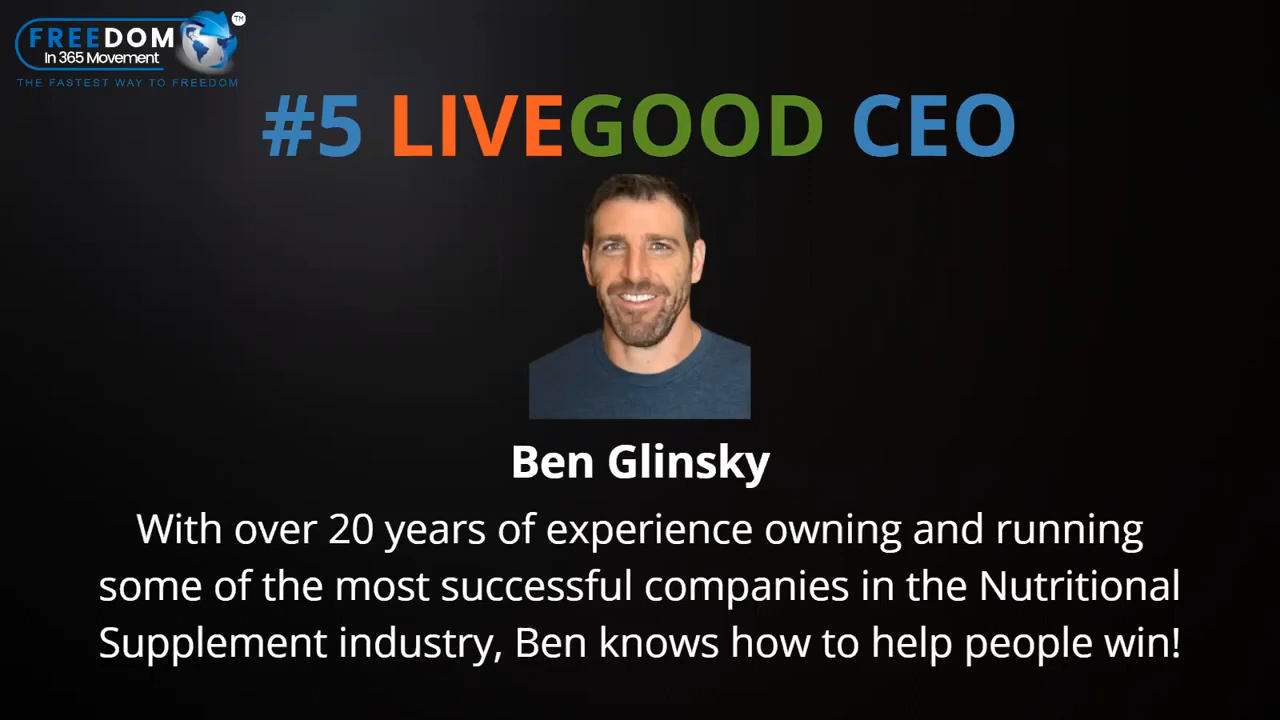 FREEDOM
TM
In 365 Movement
THE FASTEST WAY TO FREEDOM
#5 LIVEGOOD CEO
Ben Glinsky
With over 20 years of experience owning and running
some of the most successful companies in the Nutritional
Supplement industry, Ben knows how to help people win!